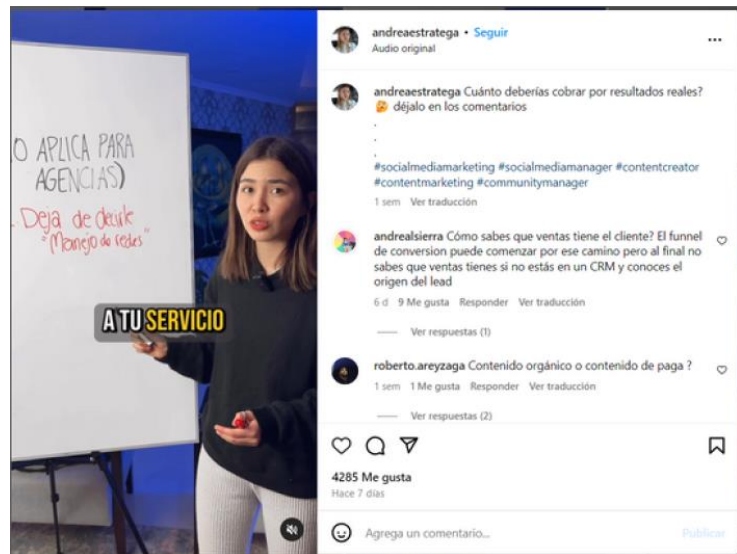 O APLICA PARA
AGENCIAS)
. Deja de decirle
"Manejo de redes"
A TU SERVICIO
andreaestratega • Seguir
Audio original
andreaestratega Cuánto deberías cobrar por resultados reales?
déjalo en los comentarios
.
.
.
#socialmediamarketing #socialmediamanager #contentcreator
#contentmarketing #communitymanager
1 sem Ver traducción
andrealsierra Cómo sabes que ventas tiene el cliente? El funnel
de conversion puede comenzar por ese camino pero al final no
sabes que ventas tienes si no estás en un CRM y conoces el
origen del lead
6 d 9 Me gusta Responder Ver traducción
Ver respuestas (1)
roberto.areyzaga Contenido orgánico o contenido de paga ?
1 sem 1 Me gusta Responder Ver traducción
Ver respuestas (2)
4285 Me gusta
Hace 7 días
Agrega un comentario...
Publicar